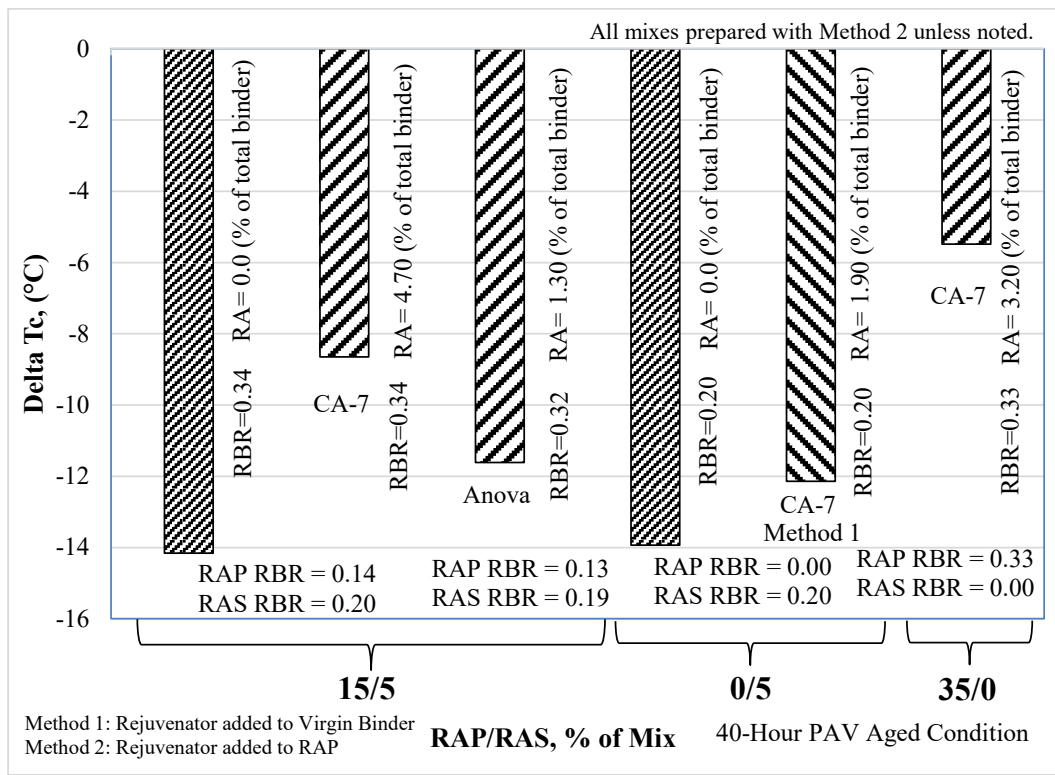 All mixes prepared with Method 2 unless noted.
0
-2
-4
-6
-8
-10
-12
-14
-16
Delta Tc, (°C)
RBR=0.34 RA= 0.0 (% of total binder)
CA-7
RBR=0.34 RA= 4.70 (% of total binder)
Anova
RBR=0.32 RA= 1.30 (% of total binder)
RBR=0.20 RA= 0.0 (% of total binder)
CA-7
Method 1
RBR=0.20 RA= 1.90 (% of total binder)
CA-7
RBR=0.33 RA= 3.20 (% of total binder)
RAP RBR = 0.14
RAS RBR = 0.20
RAP RBR = 0.13
RAS RBR = 0.19
RAP RBR = 0.00
RAS RBR = 0.20
RAP RBR = 0.33
RAS RBR = 0.00
15/5
0/5
35/0
Method 1: Rejuvenator added to Virgin Binder
Method 2: Rejuvenator added to RAP
RAP/RAS, % of Mix
40-Hour PAV Aged Condition